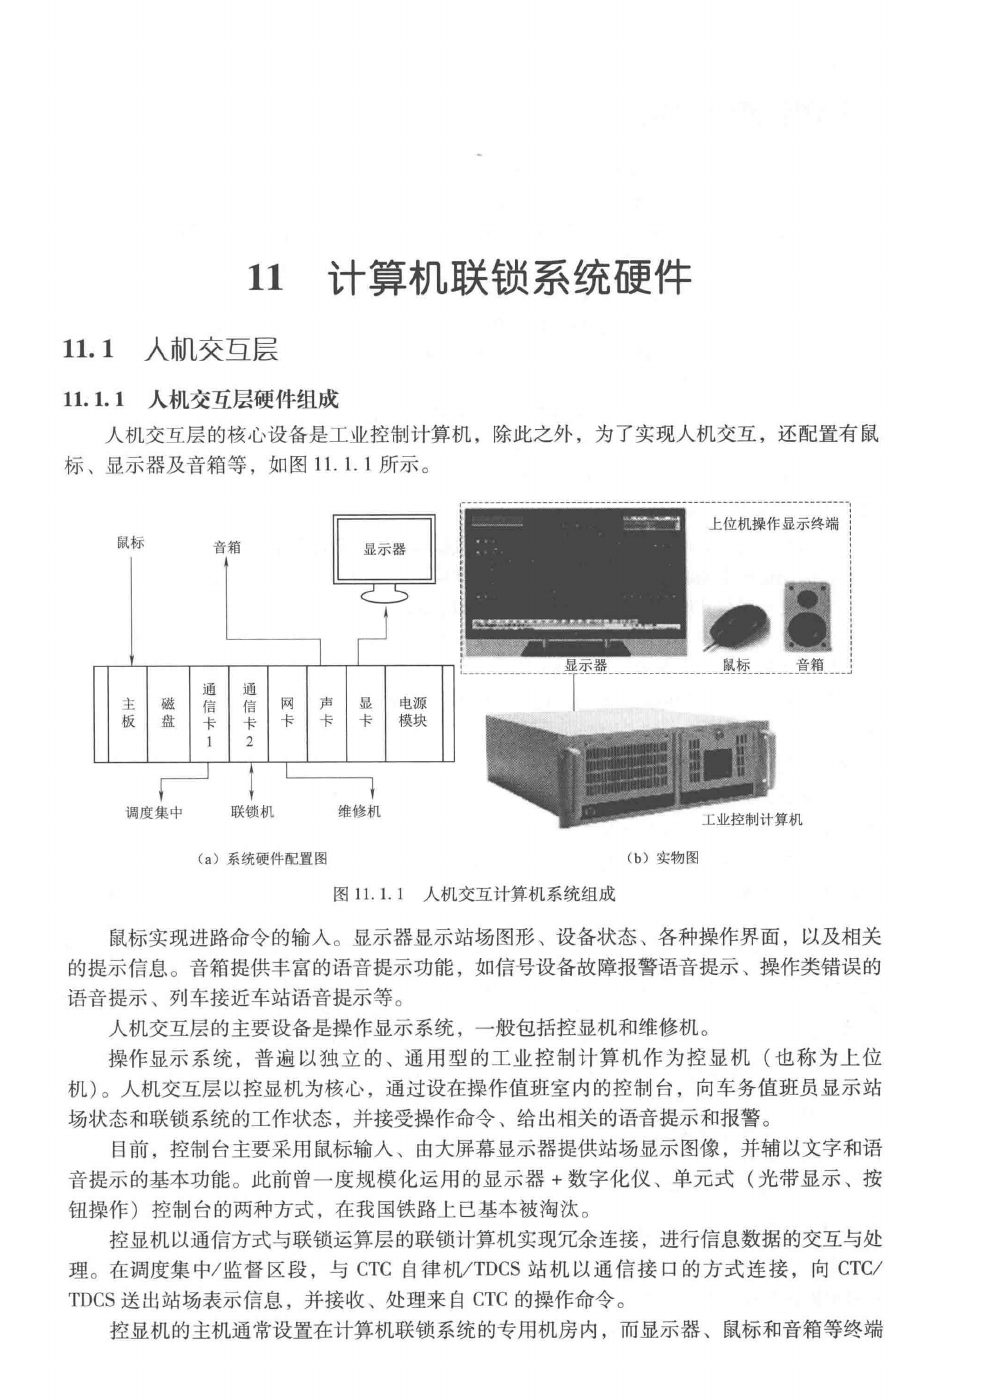 11 计算机联锁系统硬件
11.1 人机交互层
11.1.1 人机交互层硬件组成
人机交互层的核心设备是工业控制计算机，除此之外，为了实现人机交互，还配置有鼠
标、显示器及音箱等，如图 11.1.1 所示。
鼠标
音箱
显示器
主板
磁盘
通信卡1
通信卡2
网卡
声卡
显卡
电源
模块
调度集中
联锁机
维修机
（a）系统硬件配置图
上位机操作显示终端
显示器
鼠标
音箱
工业控制计算机
（b）实物图
图 11.1.1 人机交互计算机系统组成
鼠标实现进路命令的输入。显示器显示站场图形、设备状态、各种操作界面，以及相关
的提示信息。音箱提供丰富的语音提示功能，如信号设备故障报警语音提示、操作类错误的
语音提示、列车接近车站语音提示等。
人机交互层的主要设备是操作显示系统，一般包括控显机和维修机。
操作显示系统，普遍以独立的、通用型的工业控制计算机作为控显机（也称为上位
机）。人机交互层以控显机为核心，通过设在操作值班室内的控制台，向车务值班员显示站
场状态和联锁系统的工作状态，并接受操作命令、给出相关的语音提示和报警。
目前，控制台主要采用鼠标输入、由大屏幕显示器提供站场显示图像，并辅以文字和语
音提示的基本功能。此前曾一度规模化运用的显示器 + 数字化仪、单元式（光带显示、按
钮操作）控制台的两种方式，在我国铁路上已基本被淘汰。
控显机以通信方式与联锁运算层的联锁计算机实现冗余连接，进行信息数据的交互与处
理。在调度集中/监督区段，与 CTC 自律机/TDCS 站机以通信接口的方式连接，向 CTC/
TDCS 送出站场表示信息，并接收、处理来自 CTC 的操作命令。
控显机的主机通常设置在计算机联锁系统的专用机房内，而显示器、鼠标和音箱等终端